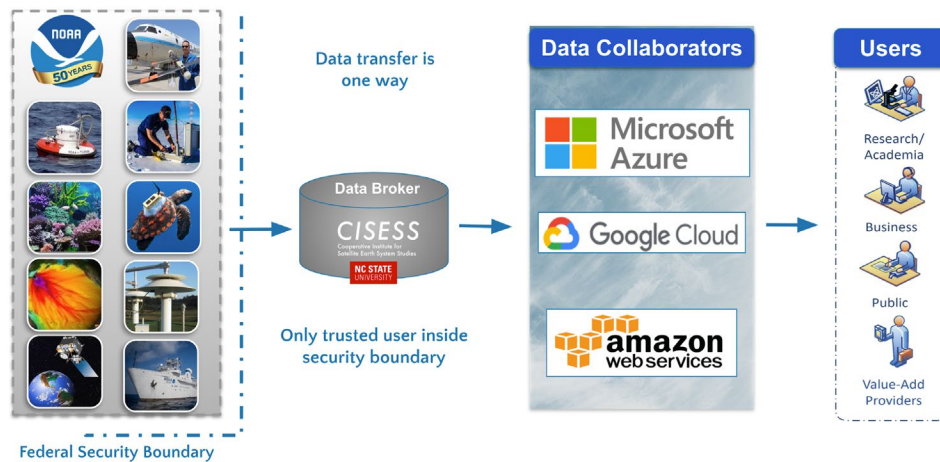 NOAA
50 YEARS
Federal Security Boundary
Data transfer is
one way
Data Broker
CISESS
Cooperative Institute for
Satellite Earth System Studies
NC STATE
UNIVERSITY
Only trusted user inside
security boundary
Data Collaborators
Microsoft
Azure
Google Cloud
amazon
web services
Users
Research/
Academia
Business
Public
Value-Add
Providers